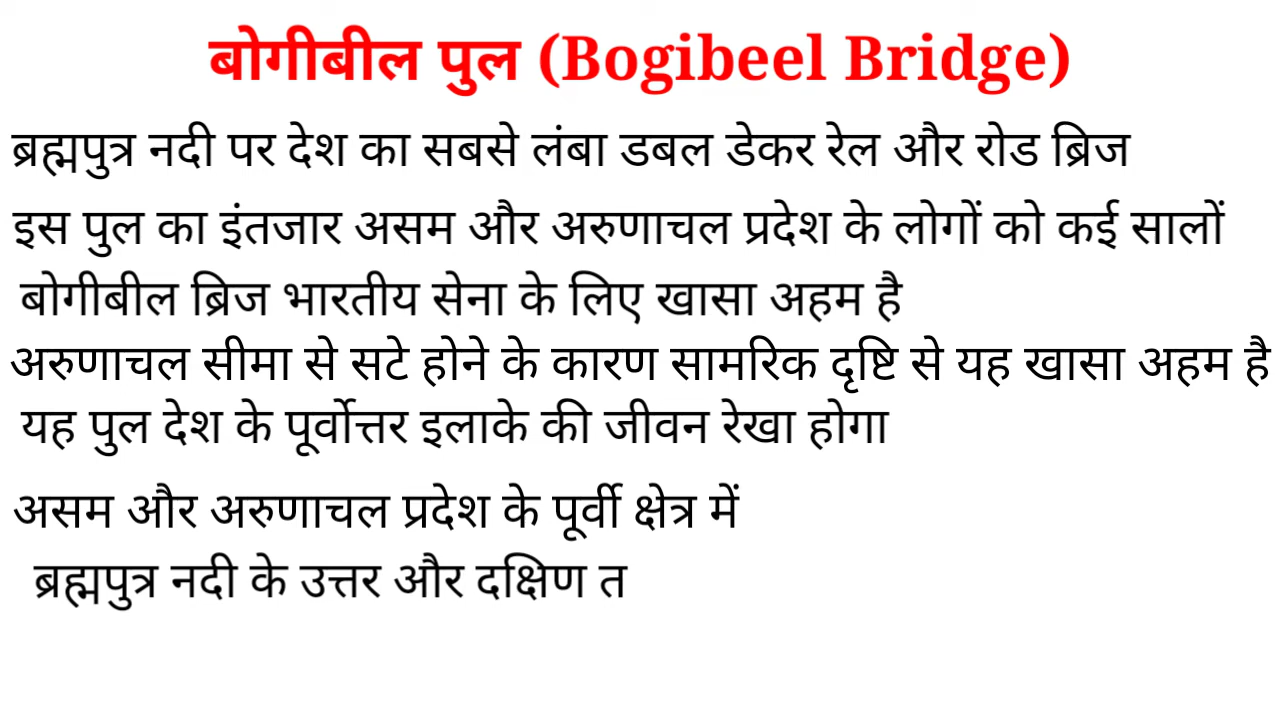 बोगीबील पुल (Bogibeel Bridge)
ब्रह्मपुत्र नदी पर देश का सबसे लंबा डबल डेकर रेल और रोड ब्रिज
इस पुल का इंतजार असम और अरुणाचल प्रदेश के लोगों को कई सालों
बोगीबील ब्रिज भारतीय सेना के लिए खासा अहम है
अरुणाचल सीमा से सटे होने के कारण सामरिक दृष्टि से यह खासा अहम है
यह पुल देश के पूर्वोत्तर इलाके की जीवन रेखा होगा
असम और अरुणाचल प्रदेश के पूर्वी क्षेत्र में
ब्रह्मपुत्र नदी के उत्तर और दक्षिण त